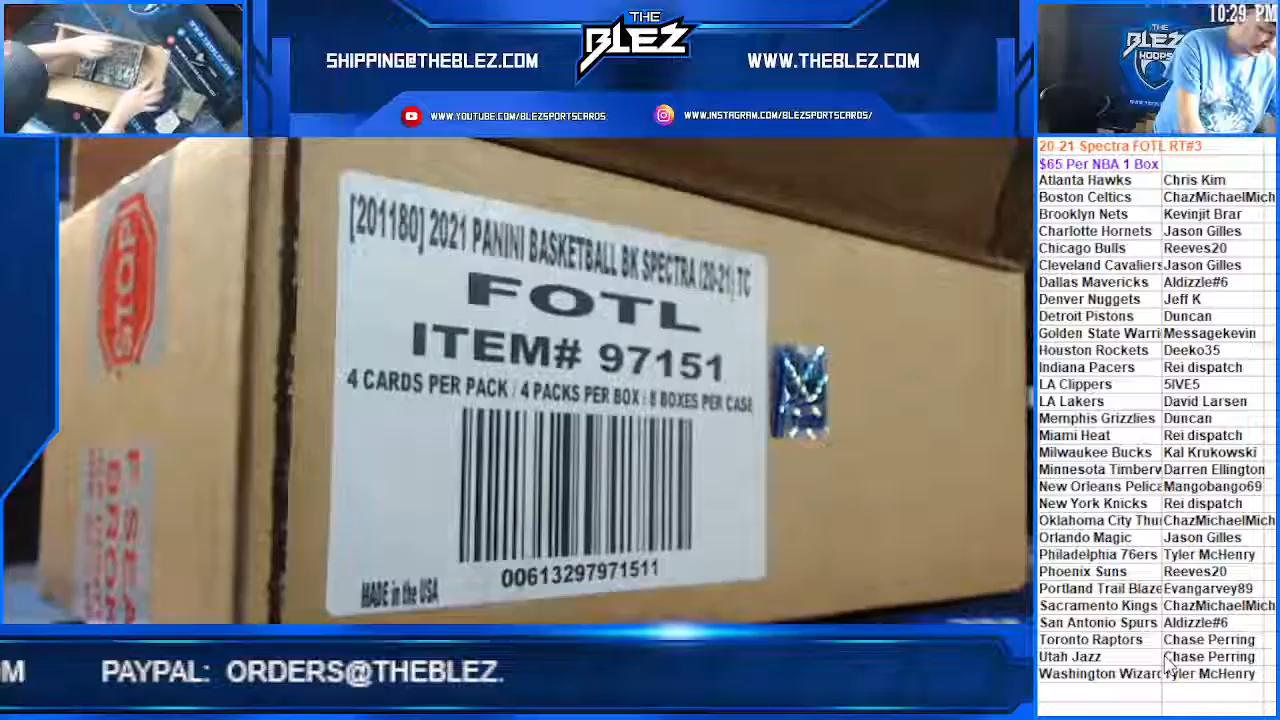 10:29 PM
THE
BLEZ
SHIPPING@THEBLEZ.COM
WWW.THEBLEZ.COM
WWW.YOUTUBE.COM/BLEZSPORTSCARDS
WWW.INSTAGRAM.COM/BLEZSPORTSCARDS/
THE
BLEZ
HOOPS
STOP
[201180] 2021 PANINI BASKETBALL BK SPECTRA (20-21) TC
FOTL
ITEM# 97151
4 CARDS PER PACK / 4 PACKS PER BOX / 8 BOXES PER CASE
00613297971511
MADE in the USA
20-21 Spectra FOTL RT#3
$65 Per NBA 1 Box
Atlanta Hawks Chris Kim
Boston Celtics ChazMichaelMich
Brooklyn Nets Kevinjit Brar
Charlotte Hornets Jason Gilles
Chicago Bulls Reeves20
Cleveland Cavaliers Jason Gilles
Dallas Mavericks Aldizzle#6
Denver Nuggets Jeff K
Detroit Pistons Duncan
Golden State Warri Messagekevin
Houston Rockets Deeko35
Indiana Pacers Rei dispatch
LA Clippers 5IVE5
LA Lakers David Larsen
Memphis Grizzlies Duncan
Miami Heat Rei dispatch
Milwaukee Bucks Kal Krukowski
Minnesota Timberw Darren Ellington
New Orleans Pelica Mangobango69
New York Knicks Rei dispatch
Oklahoma City Thu ChazMichaelMich
Orlando Magic Jason Gilles
Philadelphia 76ers Tyler McHenry
Phoenix Suns Reeves20
Portland Trail Blaze Evangarvey89
Sacramento Kings ChazMichaelMich
San Antonio Spurs Aldizzle#6
Toronto Raptors Chase Perring
Utah Jazz Chase Perring
Washington Wizard Tyler McHenry
OM PAYPAL: ORDERS@THEBLEZ.